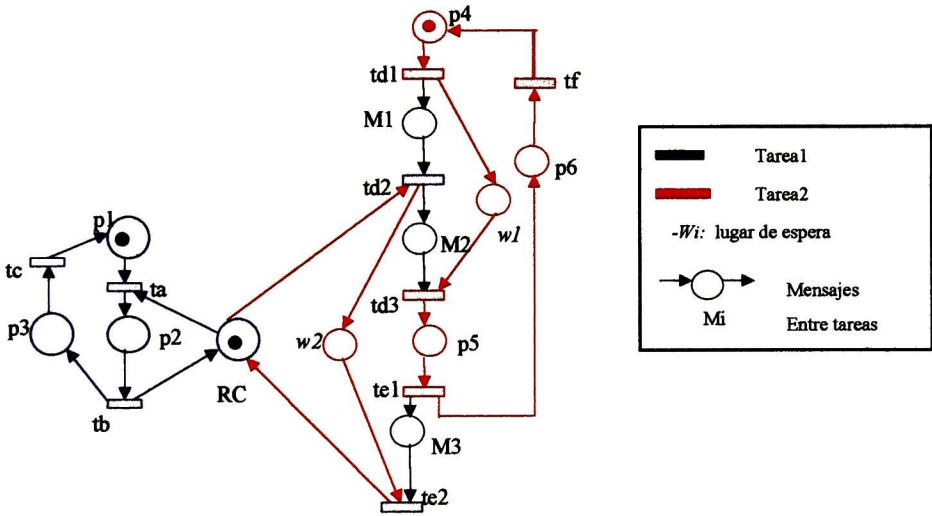 p4
td1
tf
M1
p6
td2
w1
p1
M2
tc
ta
td3
p3
p2
w2
p5
RC
te1
tb
M3
te2
Tarea1
Tarea2
-Wi: lugar de espera
Mensajes
Mi
Entre tareas